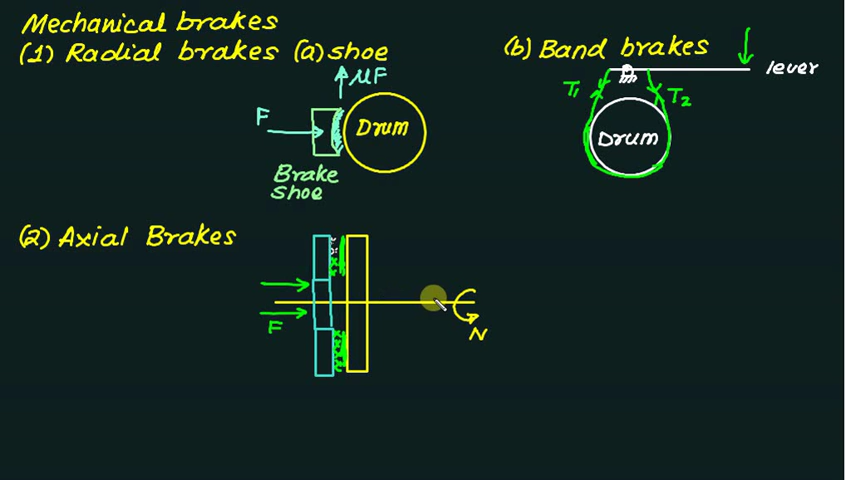 Mechanical brakes
(1) Radial brakes (a) shoe
μF
F
Drum
Brake
shoe
(b) Band brakes
lever
T1
T2
Drum
(2) Axial Brakes
F
N